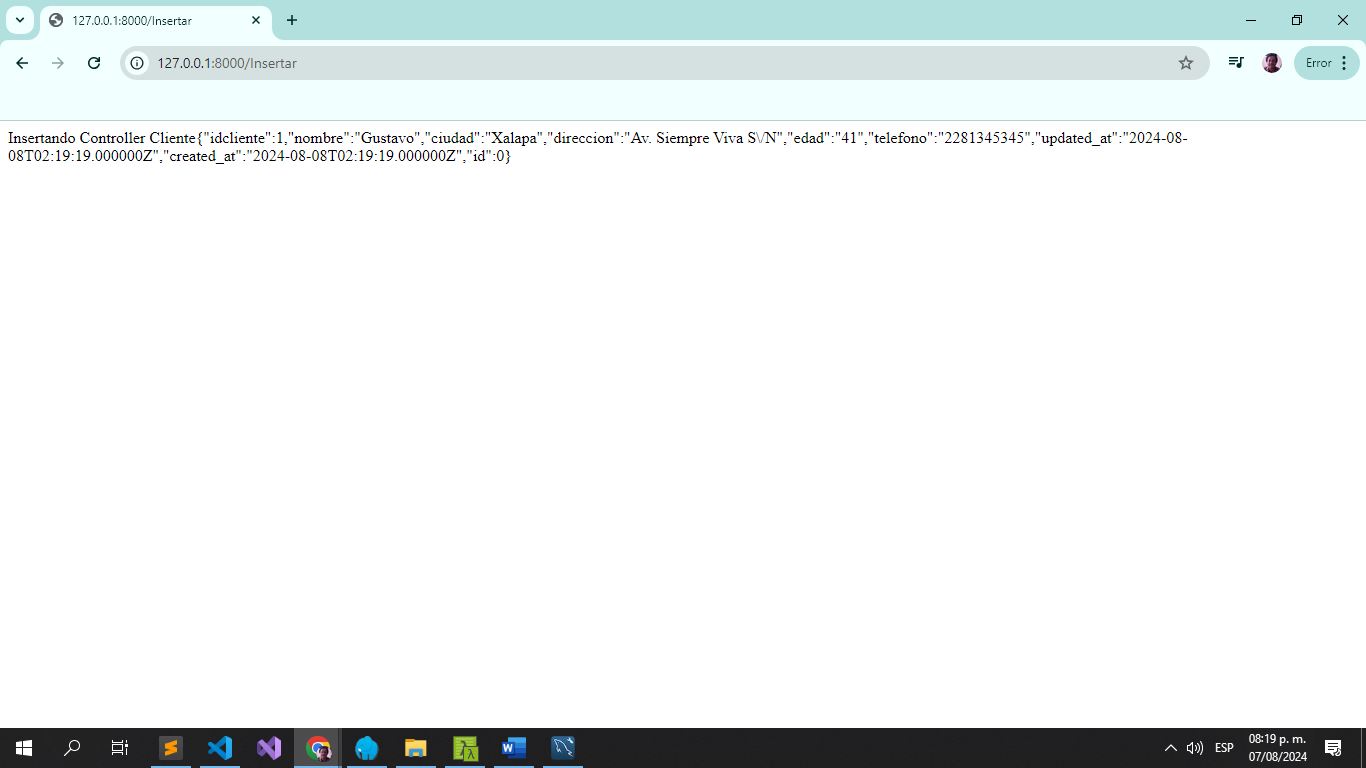 127.0.0.1:8000/Insertar
127.0.0.1:8000/Insertar
Error
Insertando Controller Cliente{"idcliente":1,"nombre":"Gustavo","ciudad":"Xalapa","direccion":"Av. Siempre Viva S\/N","edad":"41","telefono":"2281345345","updated_at":"2024-08-
08T02:19:19.000000Z","created_at":"2024-08-08T02:19:19.000000Z","id":0}
ESP
08:19 p. m.
07/08/2024